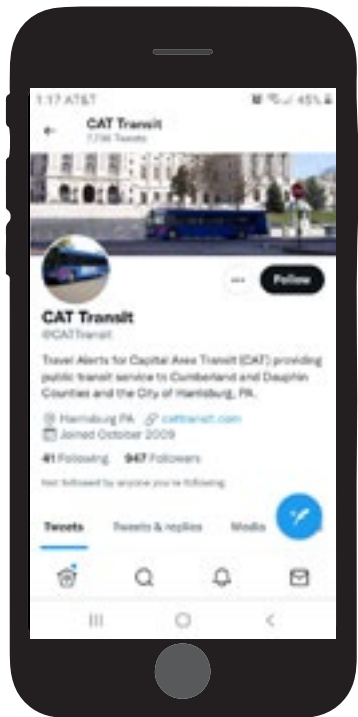 1:17 AT&T 45%
CAT Transit
Tweets
Follow
CAT Transit
@CATTransit
Travel Alerts for Capital Area Transit (CAT) providing
public transit service to Cumberland and Dauphin
Counties and the City of Harrisburg, PA.
Harrisburg PA cattransit.com
Joined October 2009
41 Following 947 Followers
Not followed by anyone you're following
Tweets Tweets & replies Media